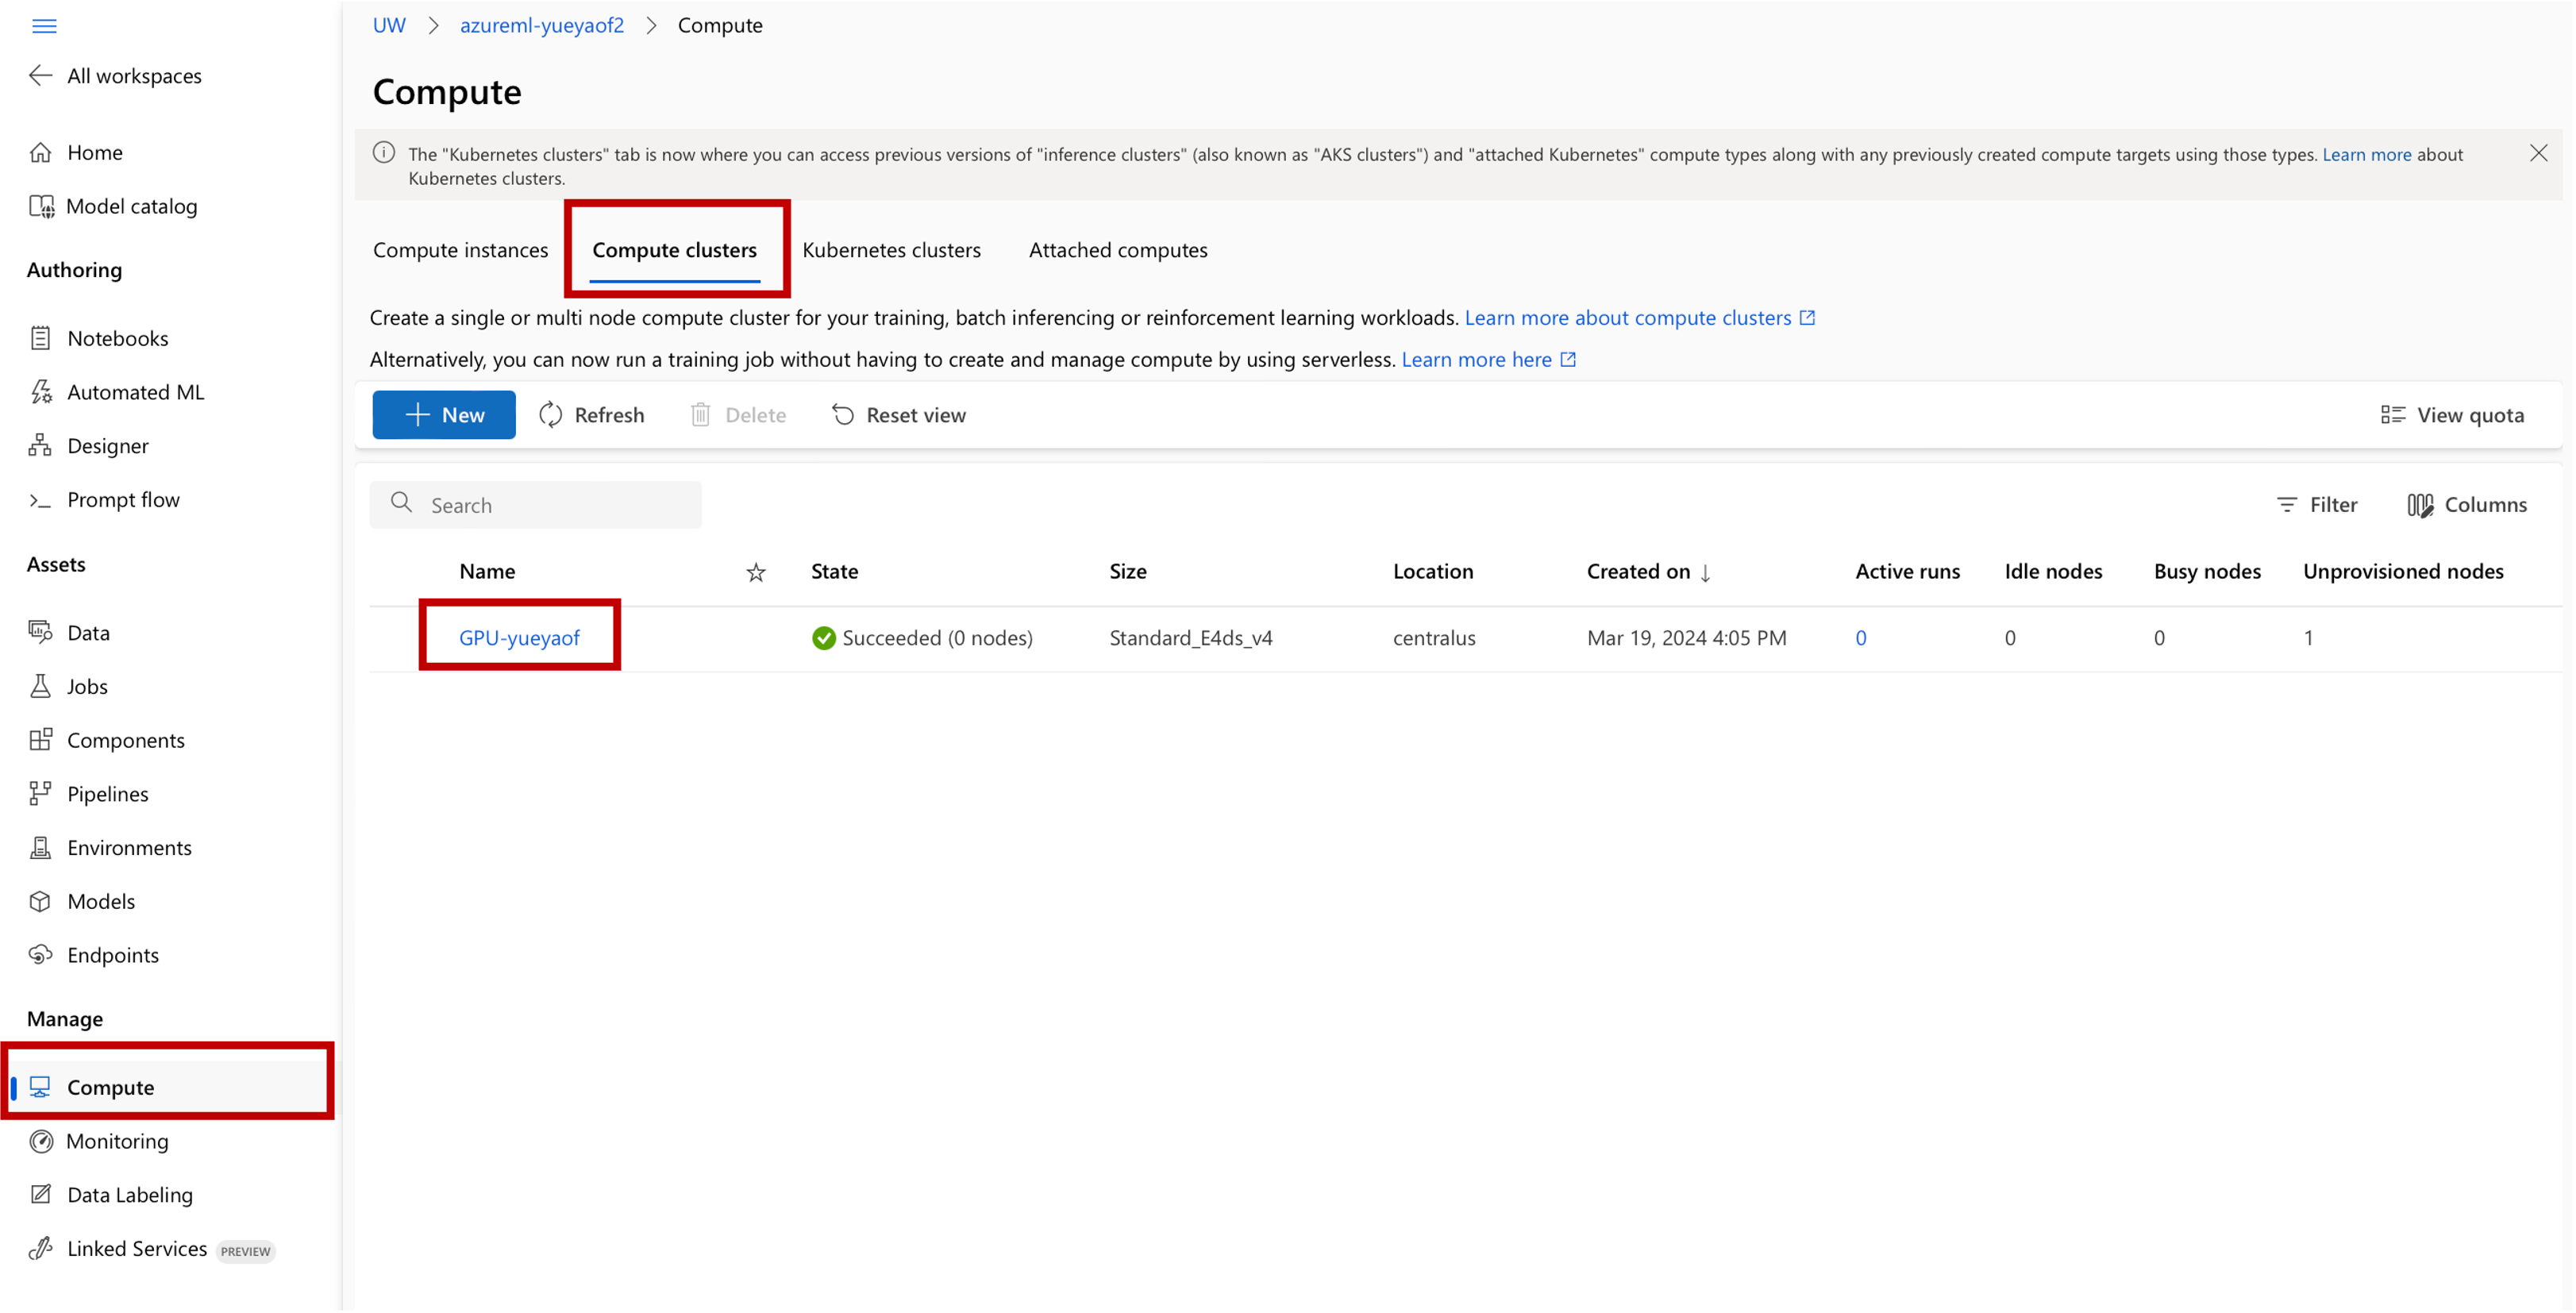 UW > azureml-yueyaof2 > Compute
All workspaces
Home
Model catalog
Authoring
Notebooks
Automated ML
Designer
Prompt flow
Assets
Data
Jobs
Components
Pipelines
Environments
Models
Endpoints
Manage
Compute
Monitoring
Data Labeling
Linked Services PREVIEW
Compute
The "Kubernetes clusters" tab is now where you can access previous versions of "inference clusters" (also known as "AKS clusters") and "attached Kubernetes" compute types along with any previously created compute targets using those types. Learn more about
Kubernetes clusters.
Compute instances Compute clusters Kubernetes clusters Attached computes
Create a single or multi node compute cluster for your training, batch inferencing or reinforcement learning workloads. Learn more about compute clusters
Alternatively, you can now run a training job without having to create and manage compute by using serverless. Learn more here
New Refresh Delete Reset view View quota
Search Filter Columns
Name State Size Location Created on ↓ Active runs Idle nodes Busy nodes Unprovisioned nodes
GPU-yueyaof Succeeded (0 nodes) Standard_E4ds_v4 centralus Mar 19, 2024 4:05 PM 0 0 0 1